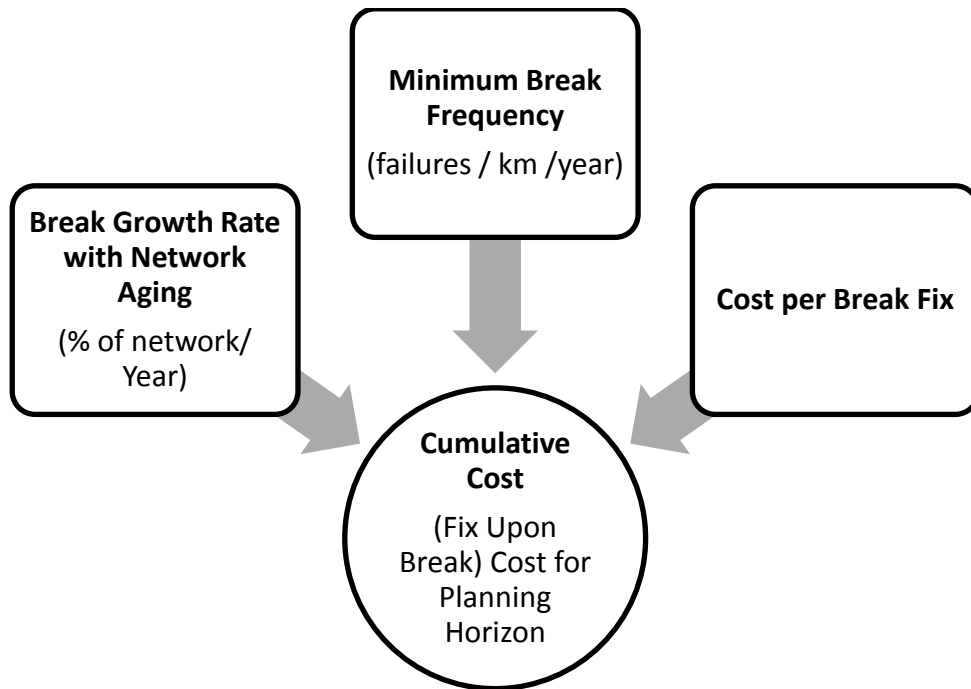 Minimum Break
Frequency
(failures / km /year)
Break Growth Rate
with Network
Aging
(% of network/
Year)
Cost per Break Fix
Cumulative
Cost
(Fix Upon
Break) Cost for
Planning
Horizon